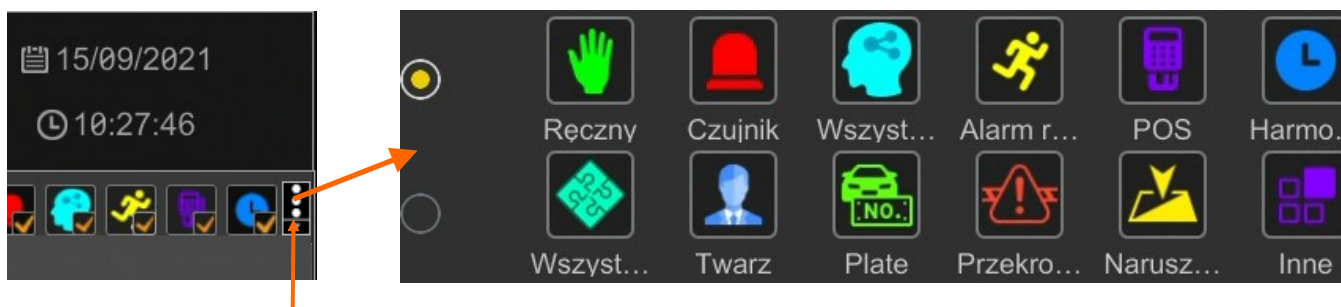 15/09/2021
10:27:46
Ręczny Czujnik Wszyst... Alarm r... POS Harmo.
NO.
Wszyst... Twarz Plate Przekro... Narusz... Inne